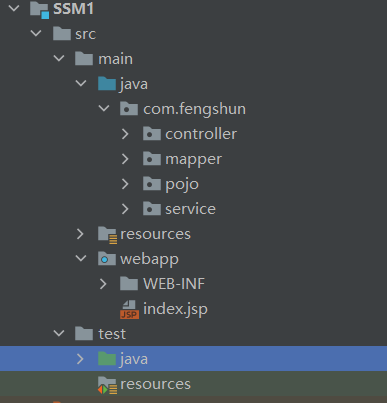 SSM1
src
main
java
com.fengshun
controller
mapper
pojo
service
resources
webapp
WEB-INF
index.jsp
JSP
test
java
resources